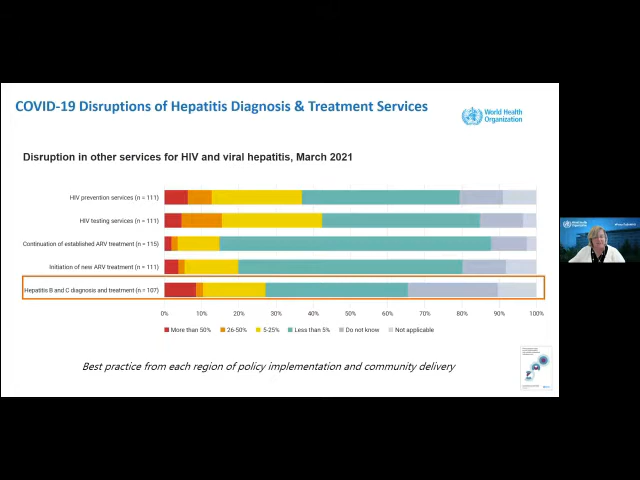 COVID-19 Disruptions of Hepatitis Diagnosis & Treatment Services
World Health
Organization
Disruption in other services for HIV and viral hepatitis, March 2021
HIV prevention services (n = 111)
HIV testing services (n = 111)
Continuation of established ARV treatment (n = 115)
Initiation of new ARV treatment (n = 111)
Hepatitis B and C diagnosis and treatment (n = 107)
0% 10% 20% 30% 40% 50% 60% 70% 80% 90% 100%
More than 50% 26-50% 5-25% Less than 5% Do not know Not applicable
Best practice from each region of policy implementation and community delivery